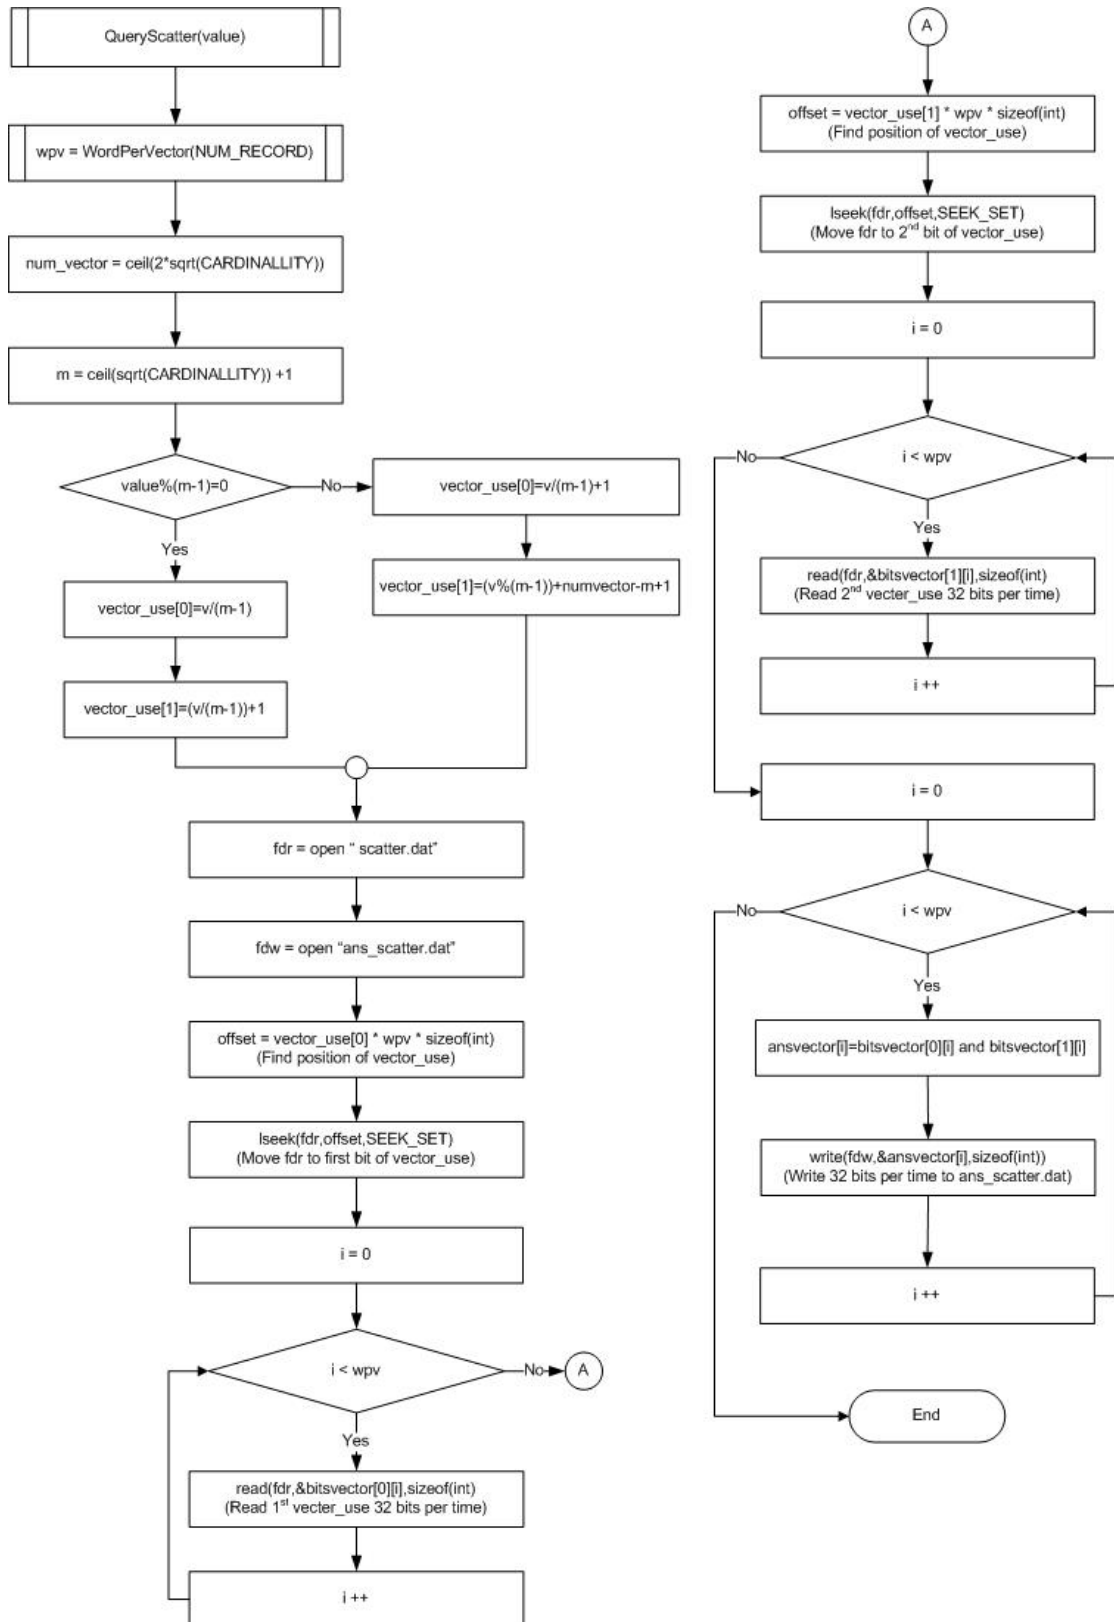 QueryScatter(value)
wpv = WordPerVector(NUM_RECORD)
num_vector = ceil(2*sqrt(CARDINALLITY))
m = ceil(sqrt(CARDINALLITY)) +1
value%(m-1)=0
No
vector_use[0]=v/(m-1)+1
vector_use[1]=(v%(m-1))+numvector-m+1
Yes
vector_use[0]=v/(m-1)
vector_use[1]=(v/(m-1))+1
fdr = open “ scatter.dat”
fdw = open “ans_scatter.dat”
offset = vector_use[0] * wpv * sizeof(int)
(Find position of vector_use)
lseek(fdr,offset,SEEK_SET)
(Move fdr to first bit of vector_use)
i = 0
i < wpv
No
A
Yes
read(fdr,&bitsvector[0][i],sizeof(int)
(Read 1st vecter_use 32 bits per time)
i ++
A
offset = vector_use[1] * wpv * sizeof(int)
(Find position of vector_use)
lseek(fdr,offset,SEEK_SET)
(Move fdr to 2nd bit of vector_use)
i = 0
No
i < wpv
Yes
read(fdr,&bitsvector[1][i],sizeof(int)
(Read 2nd vecter_use 32 bits per time)
i ++
i = 0
No
i < wpv
Yes
ansvector[i]=bitsvector[0][i] and bitsvector[1][i]
write(fdw,&ansvector[i],sizeof(int))
(Write 32 bits per time to ans_scatter.dat)
i ++
End